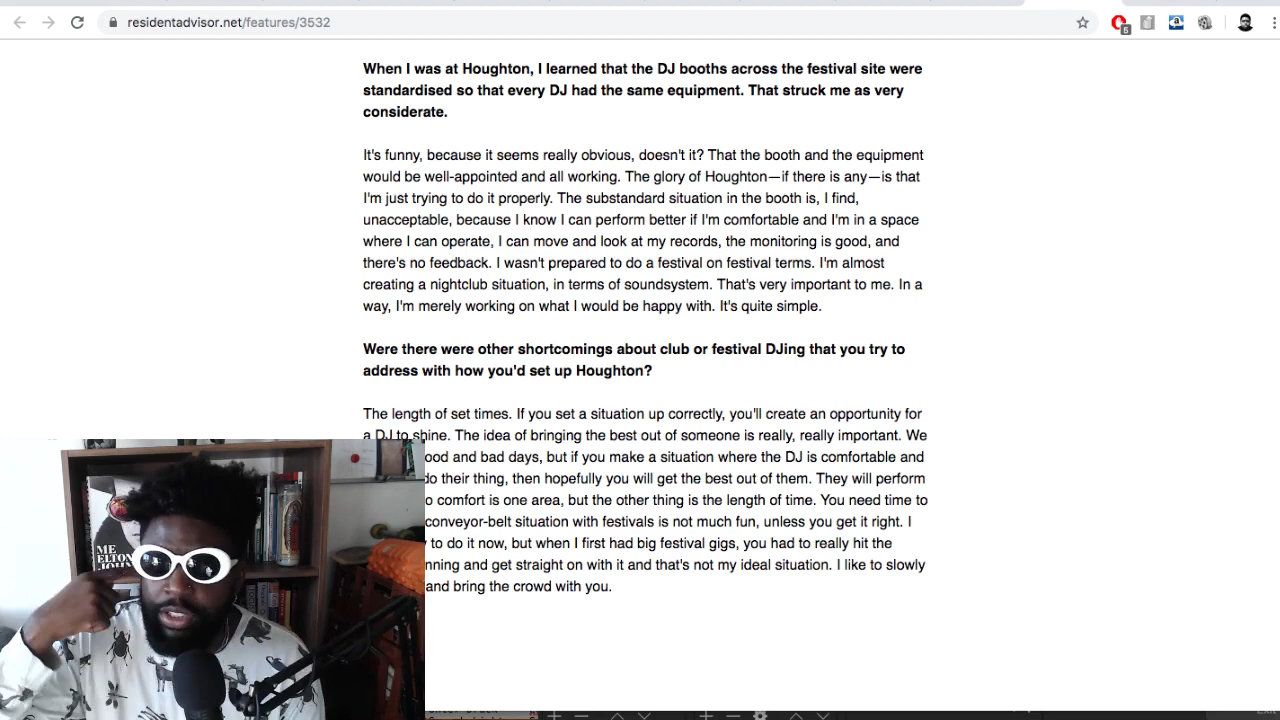 residentadvisor.net/features/3532
5
When I was at Houghton, I learned that the DJ booths across the festival site were
standardised so that every DJ had the same equipment. That struck me as very
considerate.
It's funny, because it seems really obvious, doesn't it? That the booth and the equipment
would be well-appointed and all working. The glory of Houghton—if there is any—is that
I'm just trying to do it properly. The substandard situation in the booth is, I find,
unacceptable, because I know I can perform better if I'm comfortable and I'm in a space
where I can operate, I can move and look at my records, the monitoring is good, and
there's no feedback. I wasn't prepared to do a festival on festival terms. I'm almost
creating a nightclub situation, in terms of soundsystem. That's very important to me. In a
way, I'm merely working on what I would be happy with. It's quite simple.
Were there were other shortcomings about club or festival DJing that you try to
address with how you'd set up Houghton?
The length of set times. If you set a situation up correctly, you'll create an opportunity for
a DJ to shine. The idea of bringing the best out of someone is really, really important. We
ood and bad days, but if you make a situation where the DJ is comfortable and
do their thing, then hopefully you will get the best out of them. They will perform
o comfort is one area, but the other thing is the length of time. You need time to
conveyor-belt situation with festivals is not much fun, unless you get it right. I
y to do it now, but when I first had big festival gigs, you had to really hit the
nning and get straight on with it and that's not my ideal situation. I like to slowly
and bring the crowd with you.
ME
ELTON
JOHN